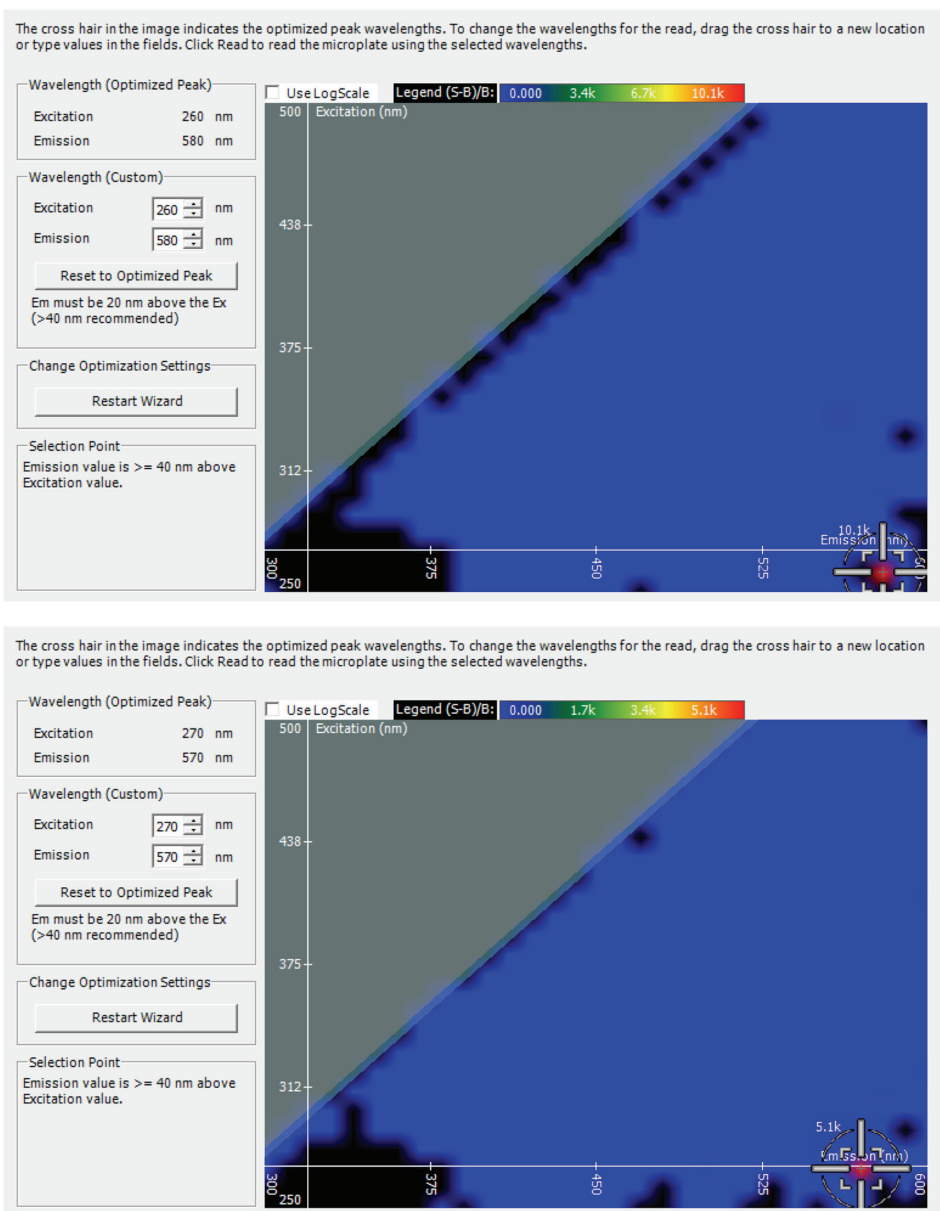 The cross hair in the image indicates the optimized peak wavelengths. To change the wavelengths for the read, drag the cross hair to a new location
or type values in the fields. Click Read to read the microplate using the selected wavelengths.
Wavelength (Optimized Peak)
Excitation 260 nm
Emission 580 nm
Wavelength (Custom)
Excitation 260 nm
Emission 580 nm
Reset to Optimized Peak
Em must be 20 nm above the Ex
(>40 nm recommended)
Change Optimization Settings
Restart Wizard
Selection Point
Emission value is >= 40 nm above
Excitation value.
Use LogScale Legend (S-B)/B: 0.000 3.4k 6.7k 10.1k
500 Excitation (nm)
438
375
312
10.1k
Emission (nm)
300 375 450 525
250
The cross hair in the image indicates the optimized peak wavelengths. To change the wavelengths for the read, drag the cross hair to a new location
or type values in the fields. Click Read to read the microplate using the selected wavelengths.
Wavelength (Optimized Peak)
Excitation 270 nm
Emission 570 nm
Wavelength (Custom)
Excitation 270 nm
Emission 570 nm
Reset to Optimized Peak
Em must be 20 nm above the Ex
(>40 nm recommended)
Change Optimization Settings
Restart Wizard
Selection Point
Emission value is >= 40 nm above
Excitation value.
Use LogScale Legend (S-B)/B: 0.000 1.7k 3.4k 5.1k
500 Excitation (nm)
438
375
312
5.1k
Emission (nm)
300 375 450 525 600
250